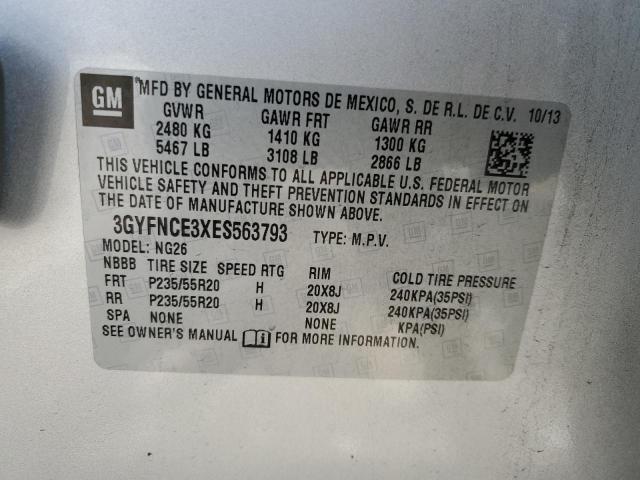 GM
MFD BY GENERAL MOTORS DE MEXICO, S. DE R.L. DE C.V. 10/13
GVWR GAWR FRT GAWR RR
2480 KG 1410 KG 1300 KG
5467 LB 3108 LB 2866 LB
THIS VEHICLE CONFORMS TO ALL APPLICABLE U.S. FEDERAL MOTOR
VEHICLE SAFETY AND THEFT PREVENTION STANDARDS IN EFFECT ON
THE DATE OF MANUFACTURE SHOWN ABOVE.
3GYFNCE3XES563793 TYPE: M.P.V.
MODEL: NG26
NBBB TIRE SIZE SPEED RTG RIM COLD TIRE PRESSURE
FRT P235/55R20 H 20X8J 240KPA(35PSI)
RR P235/55R20 H 20X8J 240KPA(35PSI)
SPA NONE NONE KPA(PSI)
SEE OWNER'S MANUAL FOR MORE INFORMATION.